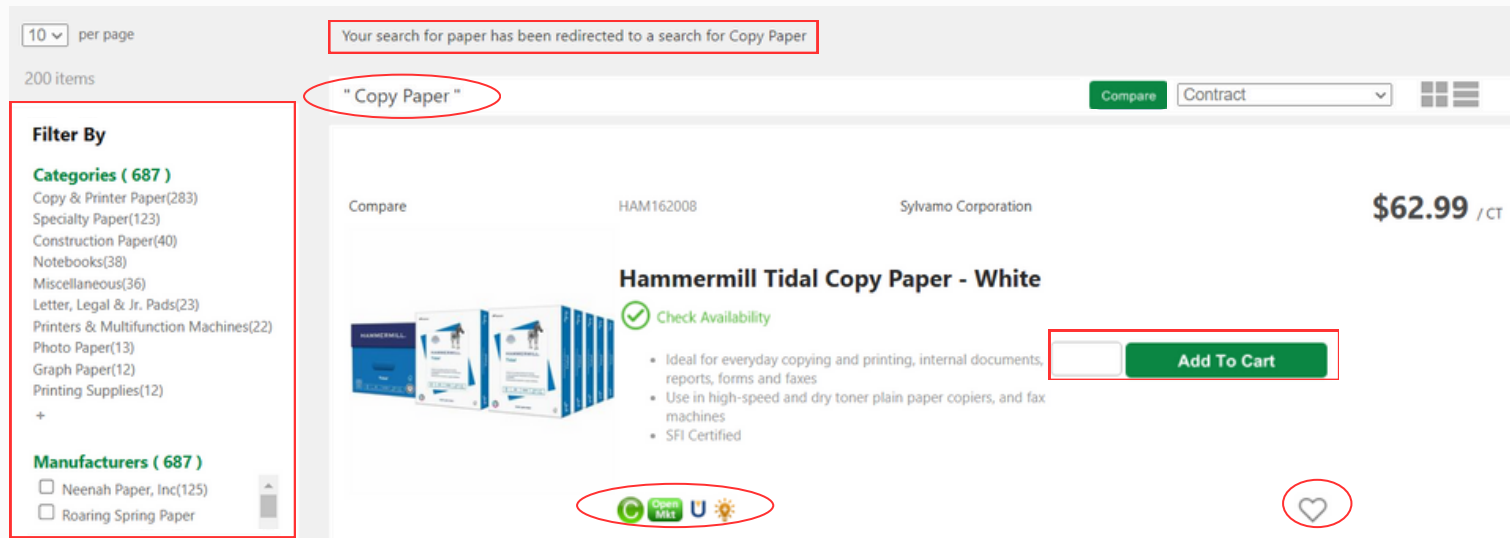 10 per page
200 items
Your search for paper has been redirected to a search for Copy Paper
" Copy Paper "
Compare
Contract
Filter By
Categories ( 687 )
Copy & Printer Paper(283)
Specialty Paper(123)
Construction Paper(40)
Notebooks(38)
Miscellaneous(36)
Letter, Legal & Jr. Pads(23)
Printers & Multifunction Machines(22)
Photo Paper(13)
Graph Paper(12)
Printing Supplies(12)
+
Manufacturers ( 687 )
Neenah Paper, Inc(125)
Roaring Spring Paper
Compare
HAM162008
Sylvamo Corporation
$62.99 / CT
Hammermill Tidal Copy Paper - White
Check Availability
• Ideal for everyday copying and printing, internal documents,
reports, forms and faxes
• Use in high-speed and dry toner plain paper copiers, and fax
machines
• SFI Certified
Add To Cart
HAMMERMILL
C
Open
Mkt
U